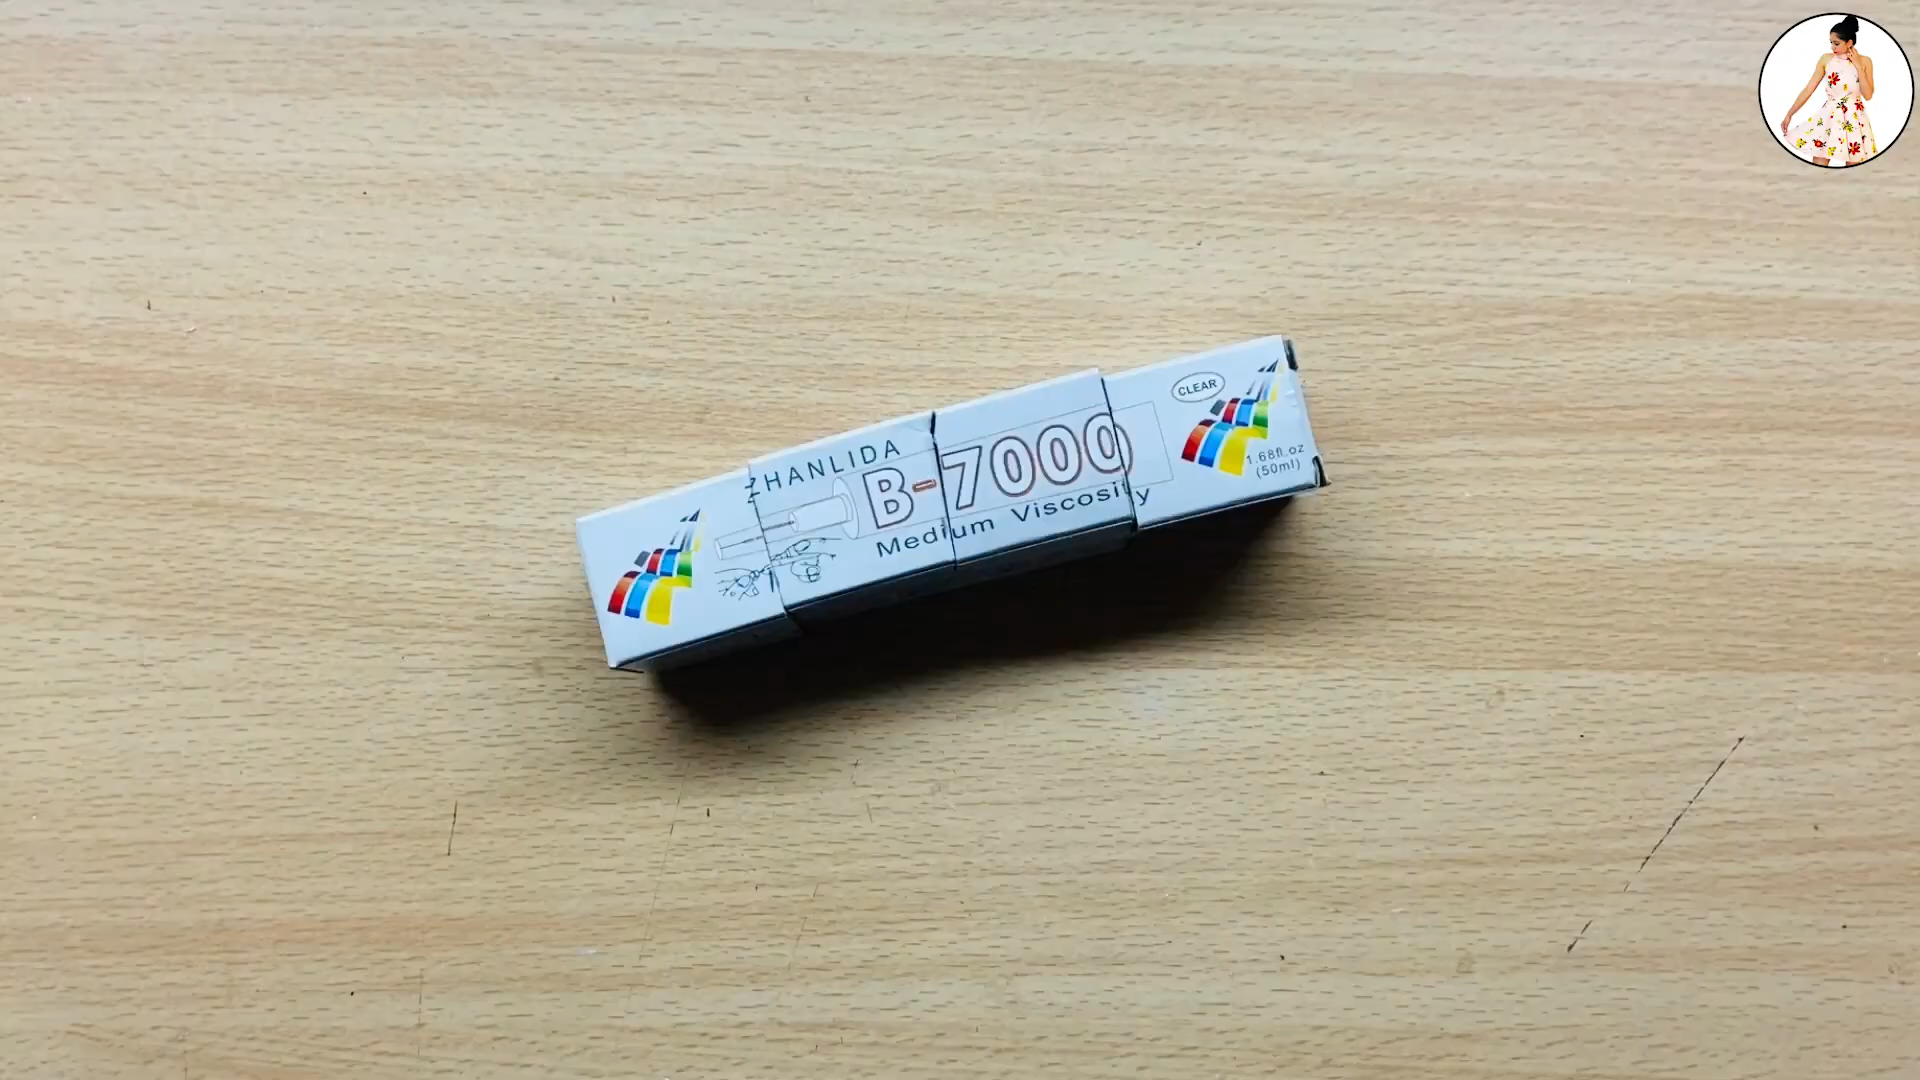 ZHANLIDA
B-7000
Medium Viscosity
CLEAR
1.68fl.oz
(50ml)